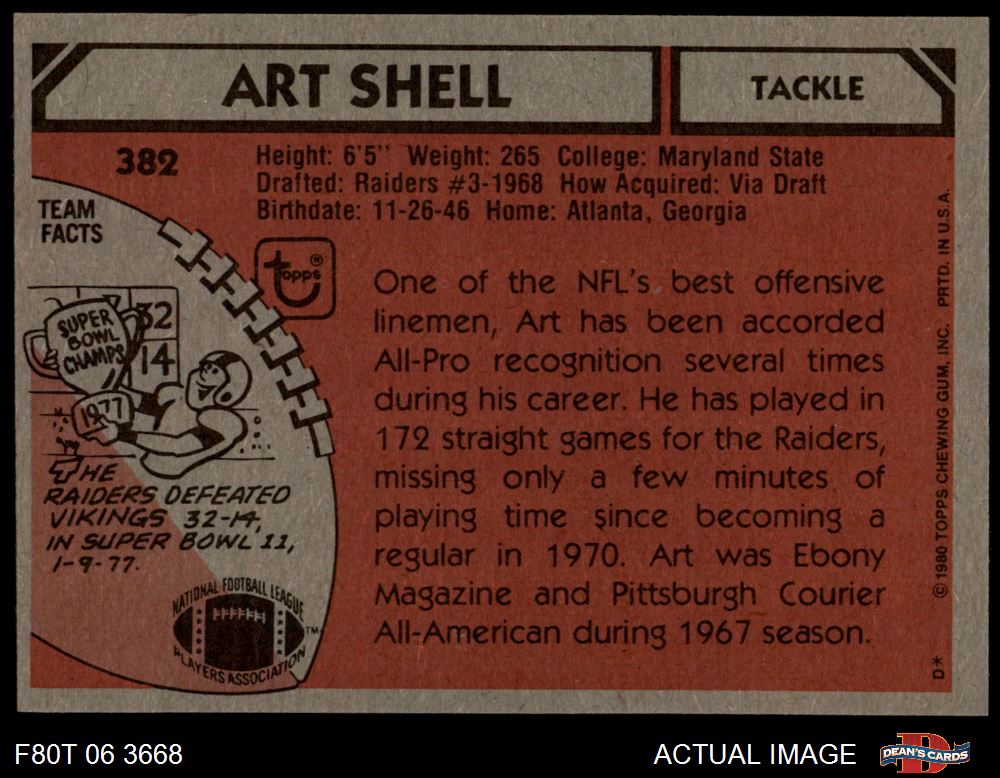 ART SHELL
TACKLE
382
Height: 6'5" Weight: 265 College: Maryland State
Drafted: Raiders #3-1968 How Acquired: Via Draft
Birthdate: 11-26-46 Home: Atlanta, Georgia
TEAM
FACTS
topps
®
SUPER
BOWL
CHAMPS
1977
32
14
THE
RAIDERS DEFEATED
VIKINGS 32-14,
IN SUPER BOWL 11,
1-9-77.
NATIONAL FOOTBALL LEAGUE
PLAYERS ASSOCIATION
™
One of the NFL's best offensive
linemen, Art has been accorded
All-Pro recognition several times
during his career. He has played in
172 straight games for the Raiders,
missing only a few minutes of
playing time since becoming a
regular in 1970. Art was Ebony
Magazine and Pittsburgh Courier
All-American during 1967 season.
D* © 1980 TOPPS CHEWING GUM, INC. PRTD. IN U.S.A.
F80T 06 3668
ACTUAL IMAGE
D
DEAN'S CARDS